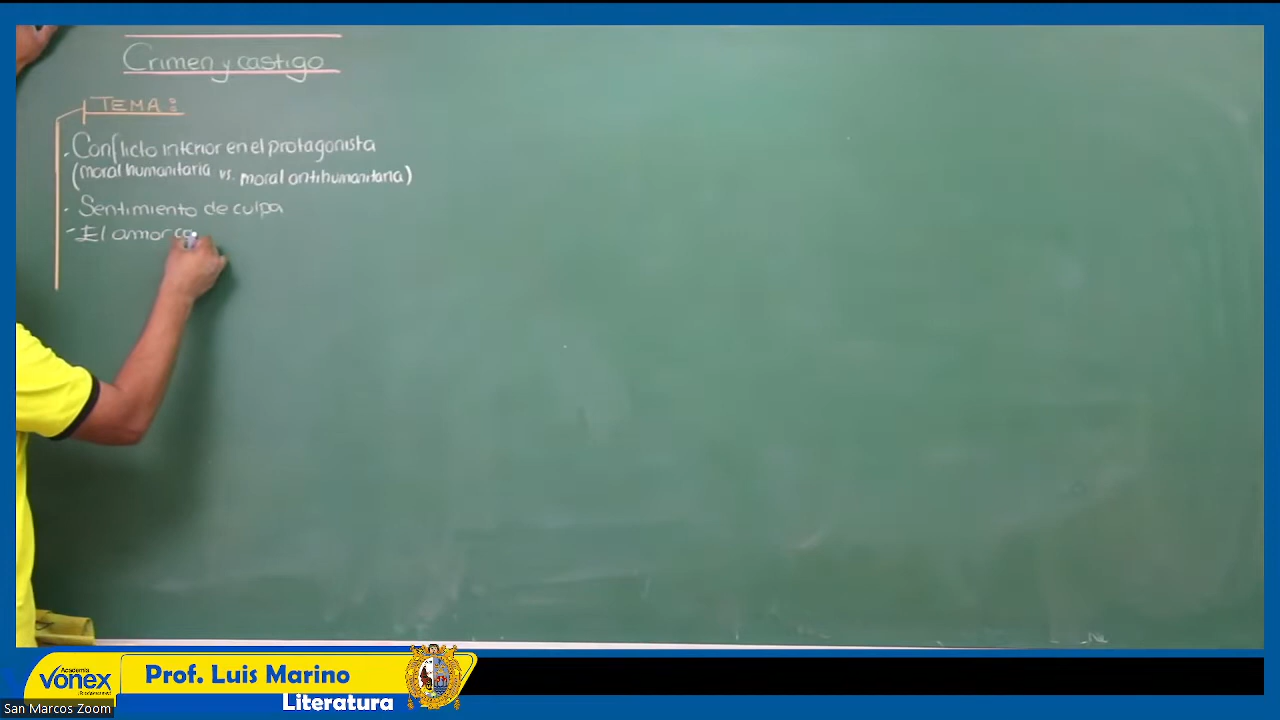 Crimen y castigo
TEMA:
. Conflicto interior en el protagonista
(moral humanitaria vs. moral antihumanitaria)
. Sentimiento de culpa
- El amor co
Academia
VONEX
Prof. Luis Marino
Literatura
San Marcos Zoom